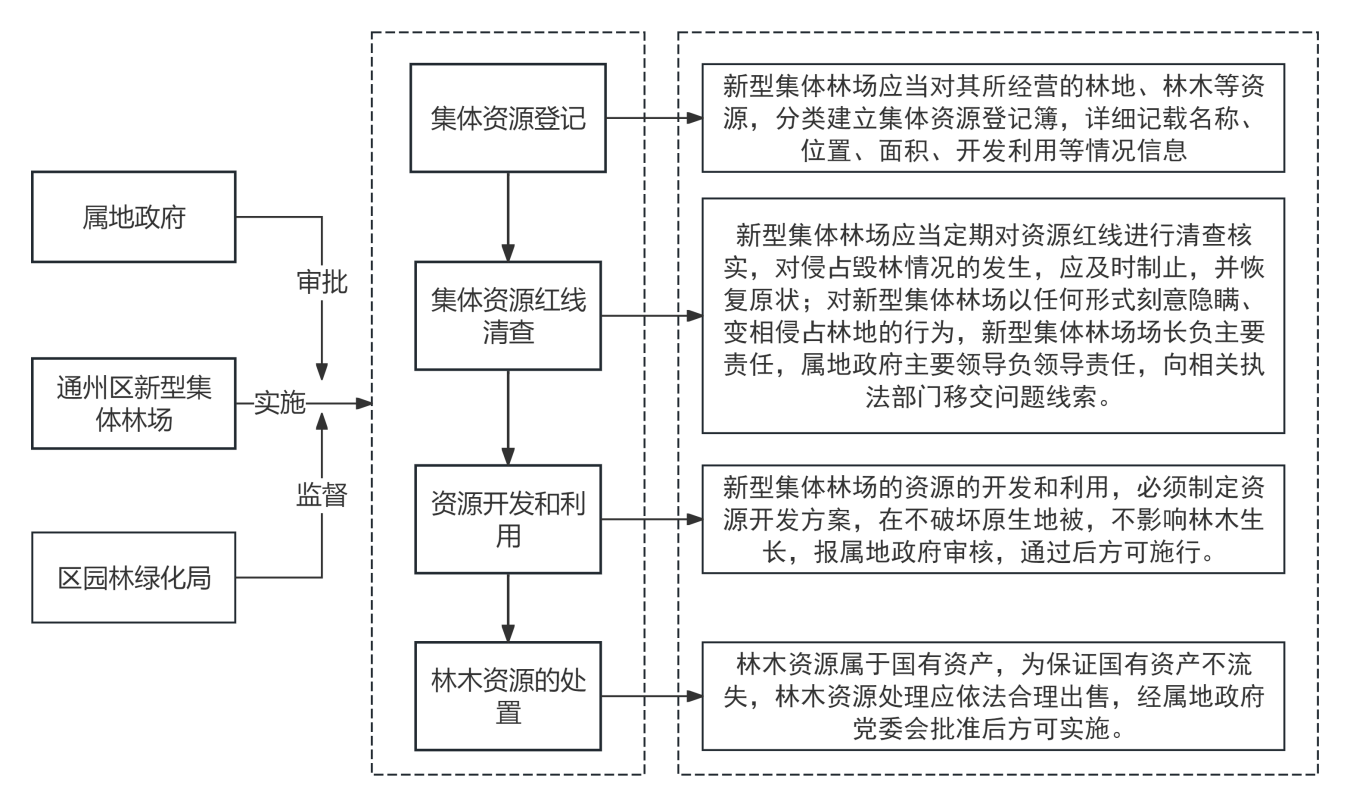 属地政府
审批
通州区新型集
体林场
实施
监督
区园林绿化局
集体资源登记
新型集体林场应当对其所经营的林地、林木等资
源，分类建立集体资源登记簿，详细记载名称、
位置、面积、开发利用等情况信息
集体资源红线
清查
新型集体林场应当定期对资源红线进行清查核
实，对侵占毁林情况的发生，应及时制止，并恢
复原状；对新型集体林场以任何形式刻意隐瞒、
变相侵占林地的行为，新型集体林场场长负主要
责任，属地政府主要领导负领导责任，向相关执
法部门移交问题线索。
资源开发和利
用
新型集体林场的资源的开发和利用，必须制定资
源开发方案，在不破坏原生地被，不影响林木生
长，报属地政府审核，通过后方可施行。
林木资源的处
置
林木资源属于国有资产，为保证国有资产不流
失，林木资源处理应依法合理出售，经属地政府
党委会批准后方可实施。